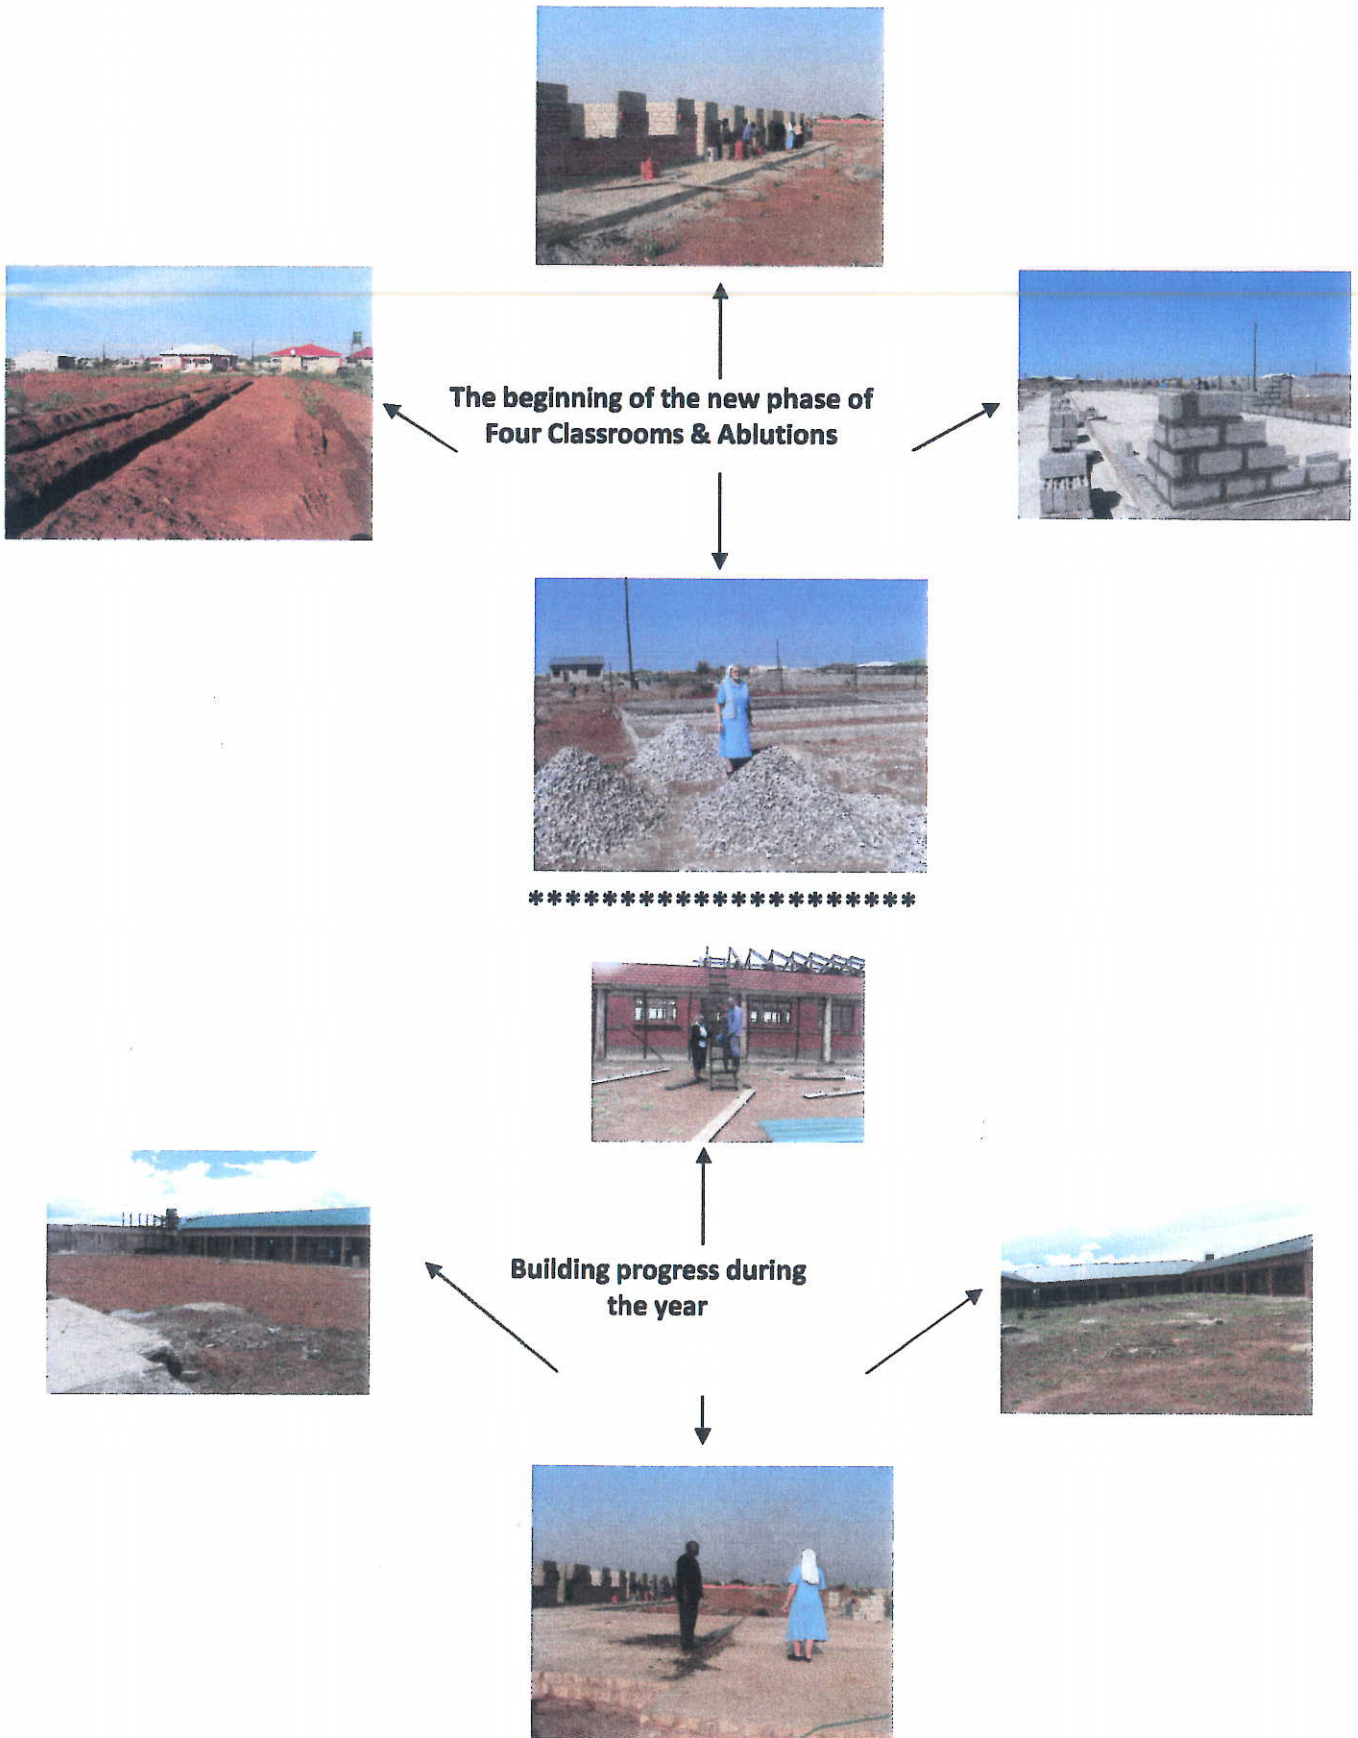 The beginning of the new phase of
Four Classrooms & Ablutions
*********************
Building progress during
the year